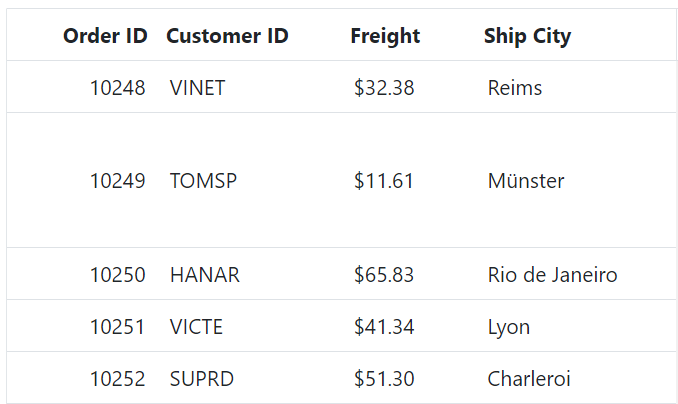 Order ID Customer ID Freight Ship City
10248 VINET $32.38 Reims
10249 TOMSP $11.61 Münster
10250 HANAR $65.83 Rio de Janeiro
10251 VICTE $41.34 Lyon
10252 SUPRD $51.30 Charleroi